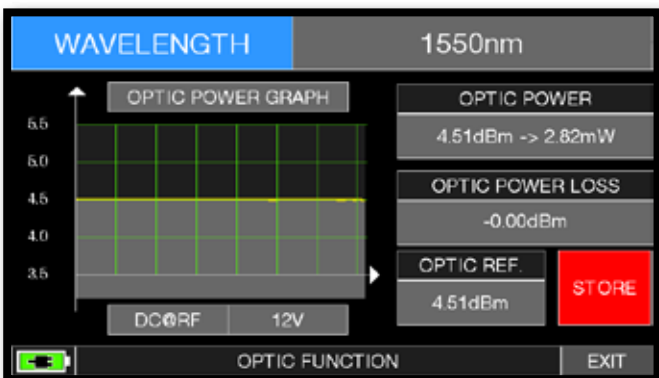 WAVELENGTH 1550nm
OPTIC POWER GRAPH
5.5
5.0
4.5
4.0
3.5
DC@RF 12V
OPTIC POWER
4.51dBm -> 2.82mW
OPTIC POWER LOSS
-0.00dBm
OPTIC REF.
4.51dBm
STORE
OPTIC FUNCTION EXIT